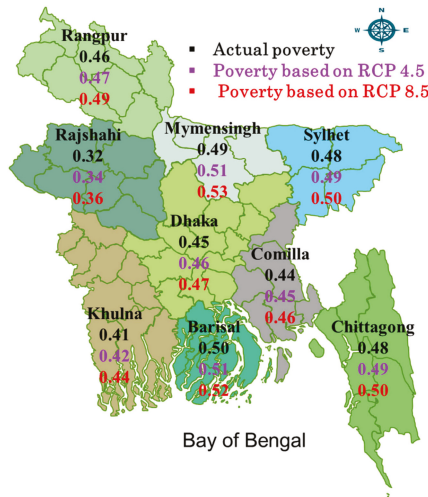 N
W E
S
Actual poverty
Poverty based on RCP 4.5
Poverty based on RCP 8.5
Rangpur
0.46
0.47
0.49
Rajshahi
0.32
0.34
0.36
Mymensingh
0.49
0.51
0.53
Sylhet
0.48
0.49
0.50
Dhaka
0.45
0.46
0.47
Comilla
0.44
0.45
0.46
Khulna
0.41
0.42
0.44
Barisal
0.50
0.51
0.52
Chittagong
0.48
0.49
0.50
Bay of Bengal